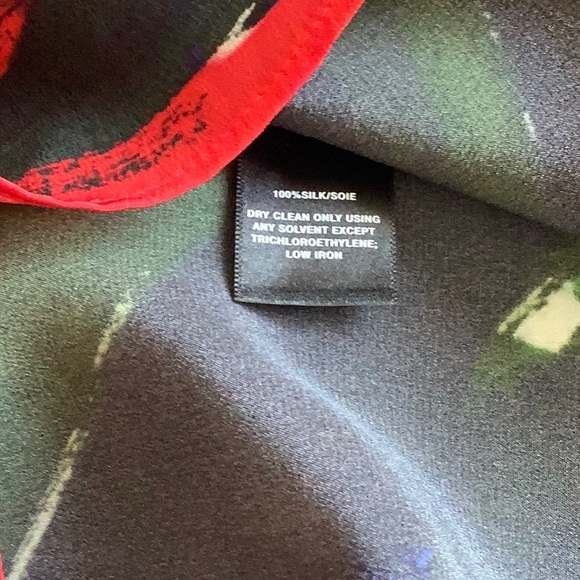 100%SILK/SOIE
DRY CLEAN ONLY USING
ANY SOLVENT EXCEPT
TRICHLOROETHYLENE;
LOW IRON